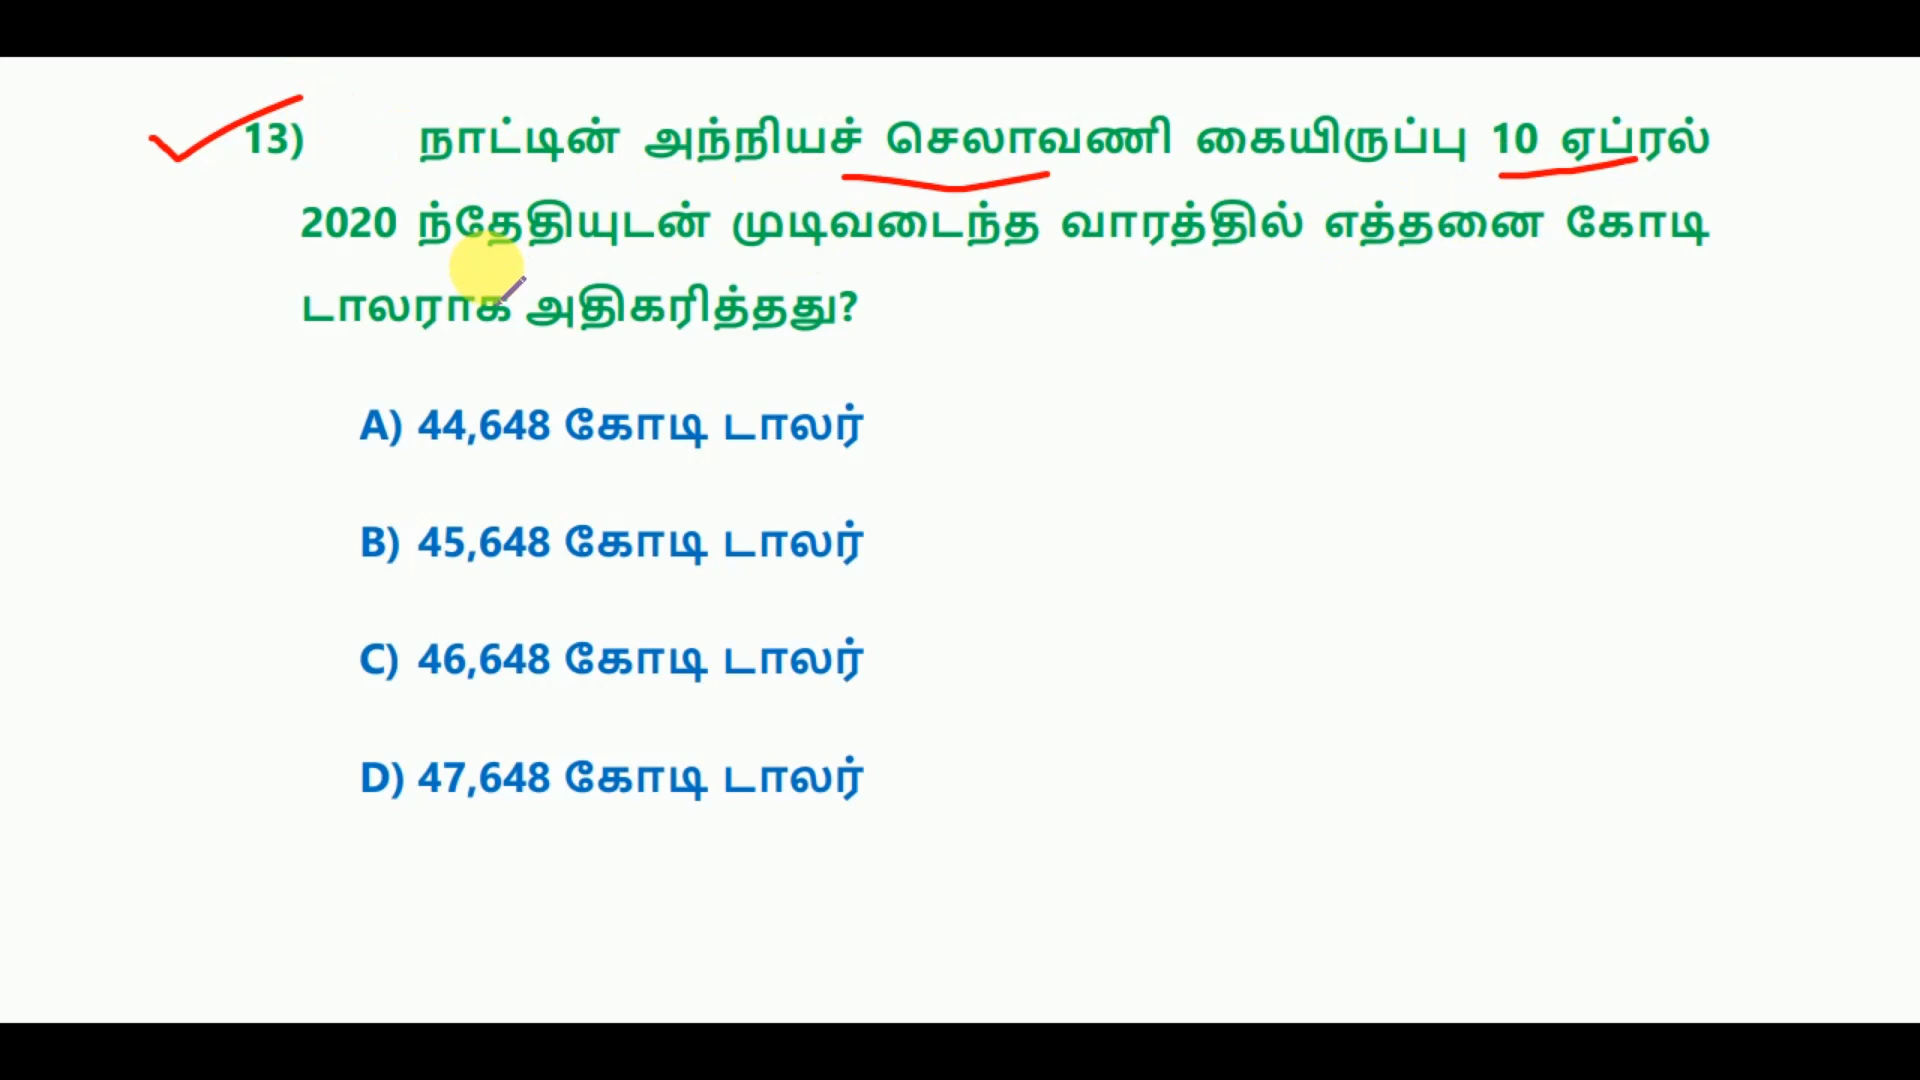 13) நாட்டின் அந்நியச் செலாவணி கையிருப்பு 10 ஏப்ரல்
2020 ந்தேதியுடன் முடிவடைந்த வாரத்தில் எத்தனை கோடி
டாலராக அதிகரித்தது?
A) 44,648 கோடி டாலர்
B) 45,648 கோடி டாலர்
C) 46,648 கோடி டாலர்
D) 47,648 கோடி டாலர்